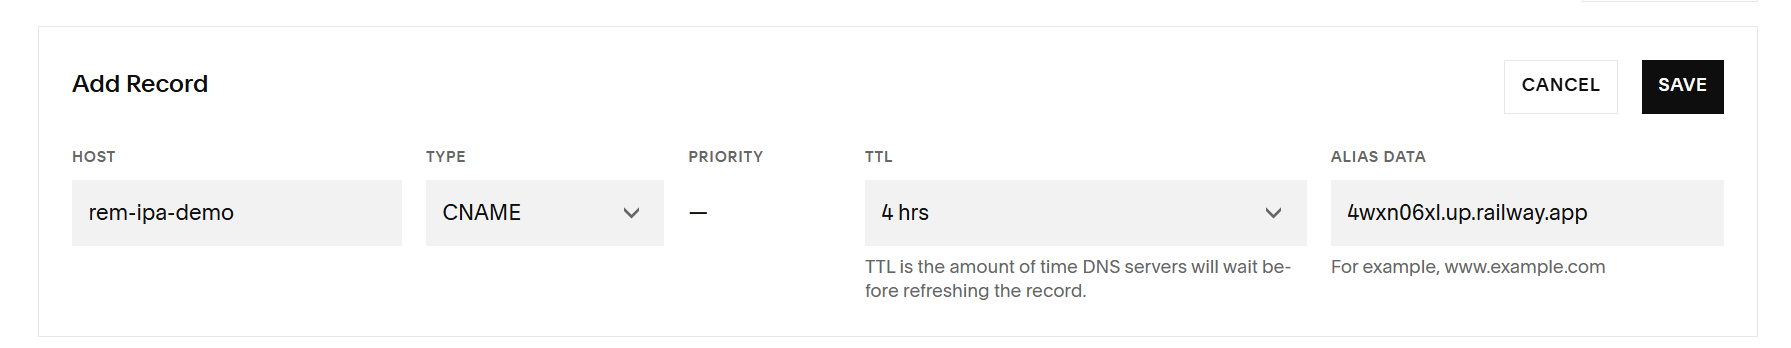 Add Record
CANCEL
SAVE
HOST
TYPE
PRIORITY
TTL
ALIAS DATA
rem-ipa-demo
CNAME
—
4 hrs
4wxn06xl.up.railway.app
TTL is the amount of time DNS servers will wait be-
fore refreshing the record.
For example, www.example.com